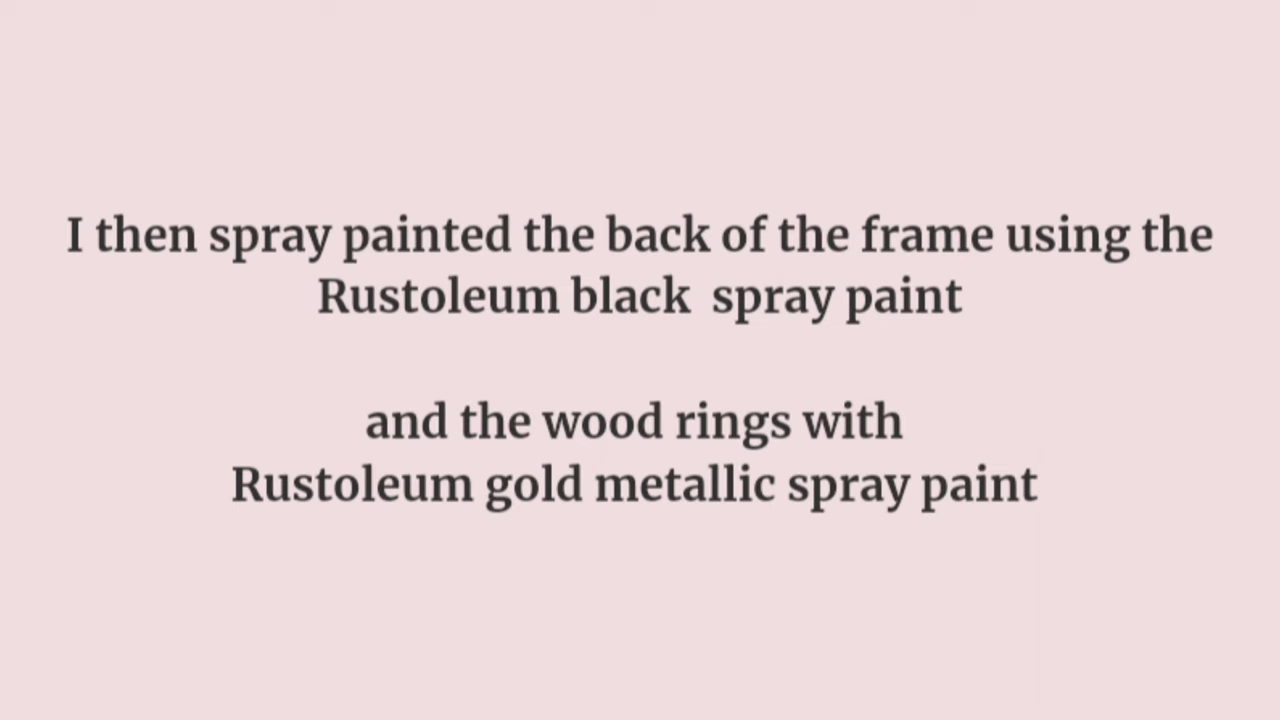 I then spray painted the back of the frame using the
Rustoleum black  spray paint
and the wood rings with
Rustoleum gold metallic spray paint